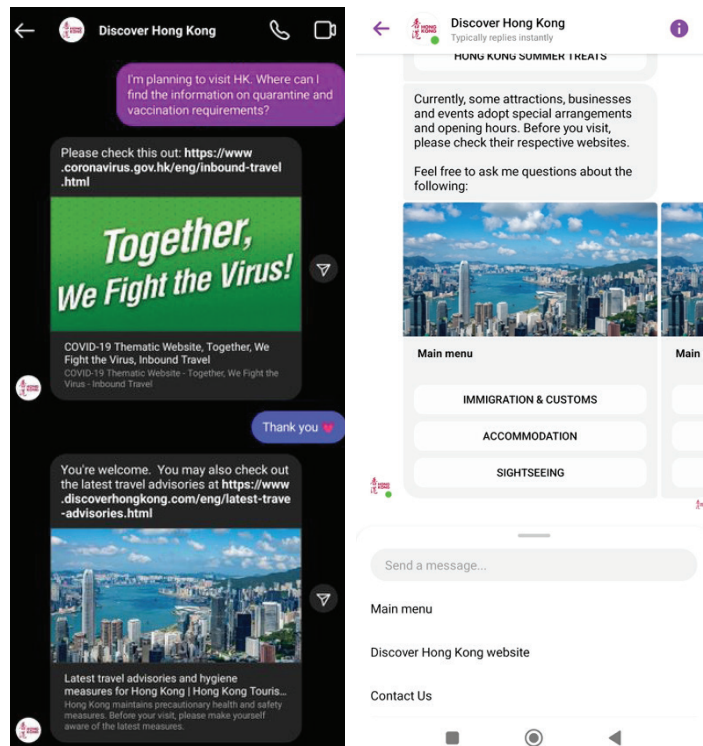 Discover Hong Kong
I'm planning to visit HK. Where can I
find the information on quarantine and
vaccination requirements?
Please check this out: https://www
.coronavirus.gov.hk/eng/inbound-travel
.html
Together,
We Fight the Virus!
COVID-19 Thematic Website, Together, We
Fight the Virus, Inbound Travel
COVID-19 Thematic Website - Together, We Fight the
Virus - Inbound Travel
Thank you 💗
You're welcome. You may also check out
the latest travel advisories at https://www
.discoverhongkong.com/eng/latest-trave
-advisories.html
Latest travel advisories and hygiene
measures for Hong Kong | Hong Kong Touris...
Hong Kong maintains precautionary health and safety
measures. Before your visit, please make yourself
aware of the latest measures.
Discover Hong Kong
Typically replies instantly
HONG KONG SUMMER TREATS
Currently, some attractions, businesses
and events adopt special arrangements
and opening hours. Before you visit,
please check their respective websites.
Feel free to ask me questions about the
following:
Main menu
Main
IMMIGRATION & CUSTOMS
ACCOMMODATION
SIGHTSEEING
Send a message...
Main menu
Discover Hong Kong website
Contact Us